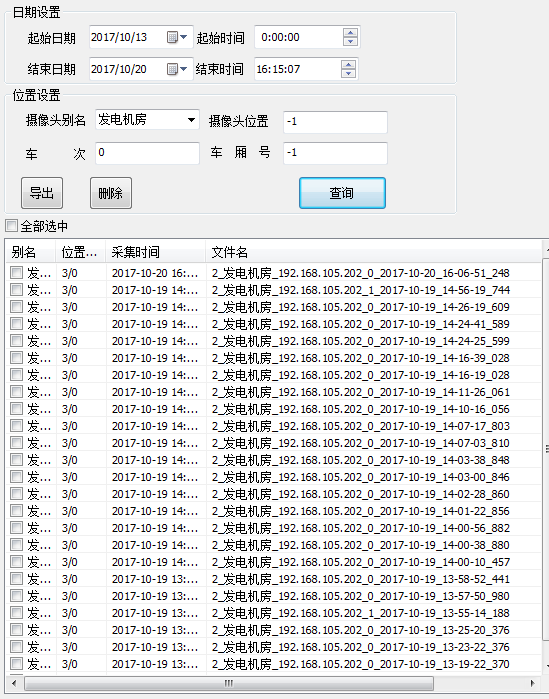 日期设置
起始日期 2017/10/13 起始时间 0:00:00
结束日期 2017/10/20 结束时间 16:15:07
位置设置
摄像头别名 发电机房 摄像头位置 -1
车 次 0 车 厢 号 -1
导出 删除 查询
全部选中
别名 位置... 采集时间 文件名
发... 3/0 2017-10-20 16:... 2_发电机房_192.168.105.202_0_2017-10-20_16-06-51_248
发... 3/0 2017-10-19 14:... 2_发电机房_192.168.105.202_1_2017-10-19_14-56-19_744
发... 3/0 2017-10-19 14:... 2_发电机房_192.168.105.202_0_2017-10-19_14-26-19_609
发... 3/0 2017-10-19 14:... 2_发电机房_192.168.105.202_0_2017-10-19_14-24-41_589
发... 3/0 2017-10-19 14:... 2_发电机房_192.168.105.202_0_2017-10-19_14-24-25_599
发... 3/0 2017-10-19 14:... 2_发电机房_192.168.105.202_0_2017-10-19_14-16-39_028
发... 3/0 2017-10-19 14:... 2_发电机房_192.168.105.202_0_2017-10-19_14-16-19_028
发... 3/0 2017-10-19 14:... 2_发电机房_192.168.105.202_0_2017-10-19_14-11-26_061
发... 3/0 2017-10-19 14:... 2_发电机房_192.168.105.202_0_2017-10-19_14-10-16_056
发... 3/0 2017-10-19 14:... 2_发电机房_192.168.105.202_0_2017-10-19_14-07-17_803
发... 3/0 2017-10-19 14:... 2_发电机房_192.168.105.202_0_2017-10-19_14-07-03_810
发... 3/0 2017-10-19 14:... 2_发电机房_192.168.105.202_0_2017-10-19_14-03-38_848
发... 3/0 2017-10-19 14:... 2_发电机房_192.168.105.202_0_2017-10-19_14-03-00_846
发... 3/0 2017-10-19 14:... 2_发电机房_192.168.105.202_0_2017-10-19_14-02-28_860
发... 3/0 2017-10-19 14:... 2_发电机房_192.168.105.202_0_2017-10-19_14-01-22_856
发... 3/0 2017-10-19 14:... 2_发电机房_192.168.105.202_0_2017-10-19_14-00-56_882
发... 3/0 2017-10-19 14:... 2_发电机房_192.168.105.202_0_2017-10-19_14-00-38_880
发... 3/0 2017-10-19 14:... 2_发电机房_192.168.105.202_0_2017-10-19_14-00-10_457
发... 3/0 2017-10-19 13:... 2_发电机房_192.168.105.202_0_2017-10-19_13-58-52_441
发... 3/0 2017-10-19 13:... 2_发电机房_192.168.105.202_0_2017-10-19_13-57-50_980
发... 3/0 2017-10-19 13:... 2_发电机房_192.168.105.202_1_2017-10-19_13-55-14_188
发... 3/0 2017-10-19 13:... 2_发电机房_192.168.105.202_0_2017-10-19_13-25-20_376
发... 3/0 2017-10-19 13:... 2_发电机房_192.168.105.202_0_2017-10-19_13-23-22_376
发... 3/0 2017-10-19 13:... 2_发电机房_192.168.105.202_0_2017-10-19_13-19-22_370